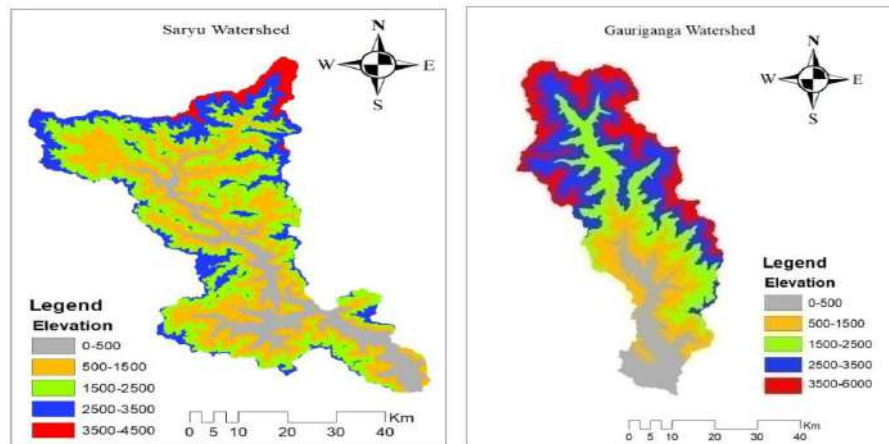 Saryu Watershed
N
W E
S
Legend
Elevation
0-500
500-1500
1500-2500
2500-3500
3500-4500
Km
0 5 10 20 30 40
Gauriganga Watershed
N
W E
S
Legend
Elevation
0-500
500-1500
1500-2500
2500-3500
3500-6000
Km
0 5 10 20 30 40